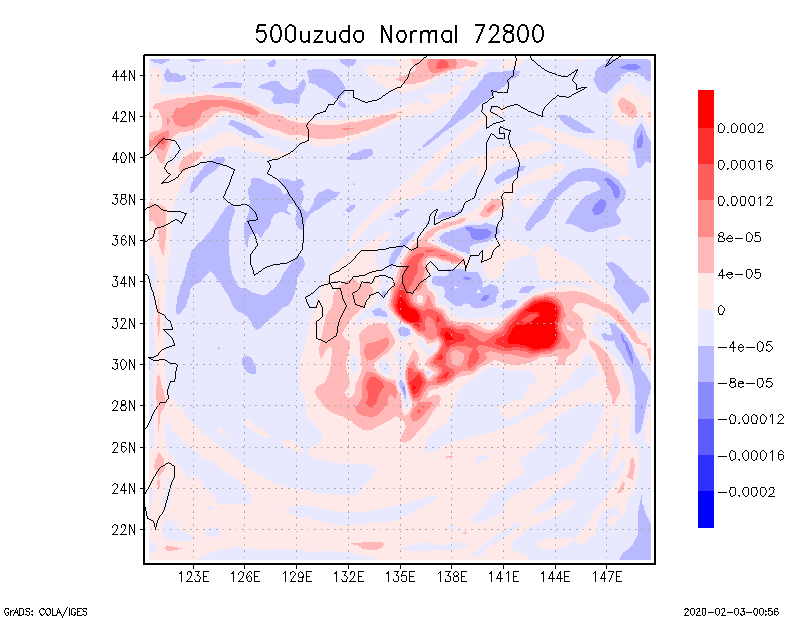 500uzudo Normal 72800
44N
42N
40N
38N
36N
34N
32N
30N
28N
26N
24N
22N
123E 126E 129E 132E 135E 138E 141E 144E 147E
0.0002
0.00016
0.00012
8e-05
4e-05
0
-4e-05
-8e-05
-0.00012
-0.00016
-0.0002
GrADS: COLA/IGES 2020-02-03-00:56